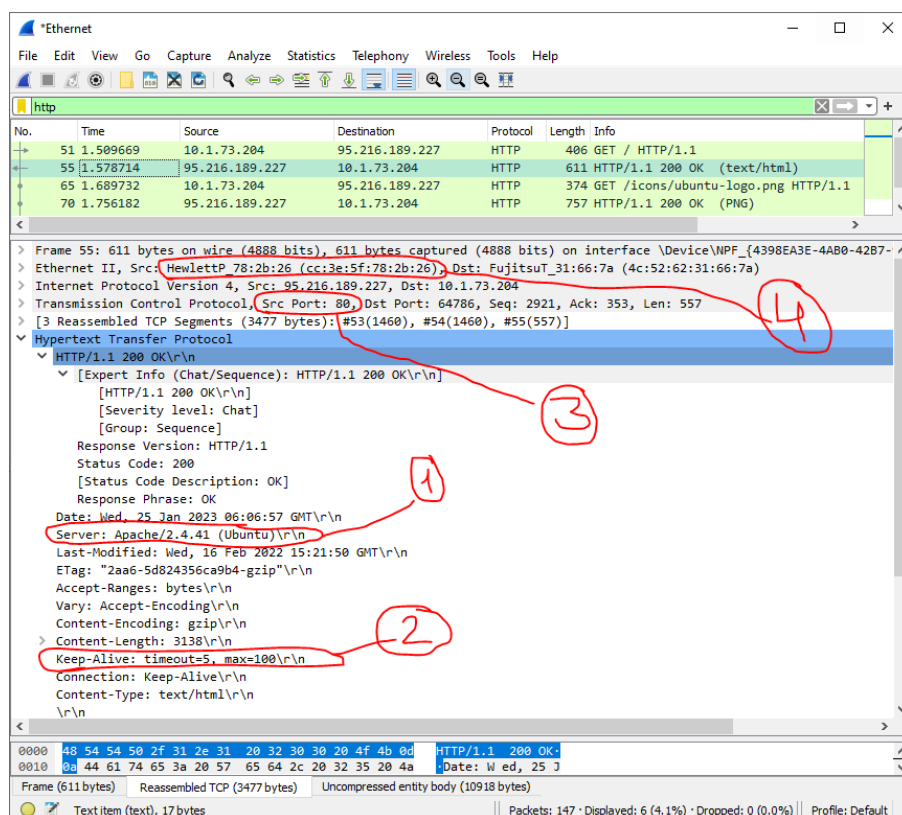 *Ethernet
File Edit View Go Capture Analyze Statistics Telephony Wireless Tools Help
http
No. Time Source Destination Protocol Length Info
51 1.509669 10.1.73.204 95.216.189.227 HTTP 406 GET / HTTP/1.1
55 1.578714 95.216.189.227 10.1.73.204 HTTP 611 HTTP/1.1 200 OK (text/html)
65 1.689732 10.1.73.204 95.216.189.227 HTTP 374 GET /icons/ubuntu-logo.png HTTP/1.1
70 1.756182 95.216.189.227 10.1.73.204 HTTP 757 HTTP/1.1 200 OK (PNG)
Frame 55: 611 bytes on wire (4888 bits), 611 bytes captured (4888 bits) on interface \Device\NPF_{4398EA3E-4AB0-42B7-
Ethernet II, Src: HewlettP_78:2b:26 (cc:3e:5f:78:2b:26), Dst: FujitsuT_31:66:7a (4c:52:62:31:66:7a)
Internet Protocol Version 4, Src: 95.216.189.227, Dst: 10.1.73.204
Transmission Control Protocol, Src Port: 80, Dst Port: 64786, Seq: 2921, Ack: 353, Len: 557
4
[3 Reassembled TCP Segments (3477 bytes): #53(1460), #54(1460), #55(557)]
Hypertext Transfer Protocol
HTTP/1.1 200 OK\r\n
[Expert Info (Chat/Sequence): HTTP/1.1 200 OK\r\n]
[HTTP/1.1 200 OK\r\n]
[Severity level: Chat]
3
[Group: Sequence]
Response Version: HTTP/1.1
Status Code: 200
[Status Code Description: OK]
1
Response Phrase: OK
Date: Wed, 25 Jan 2023 06:06:57 GMT\r\n
Server: Apache/2.4.41 (Ubuntu)\r\n
Last-Modified: Wed, 16 Feb 2022 15:21:50 GMT\r\n
ETag: "2aa6-5d824356ca9b4-gzip"\r\n
Accept-Ranges: bytes\r\n
Vary: Accept-Encoding\r\n
Content-Encoding: gzip\r\n
2
Content-Length: 3138\r\n
Keep-Alive: timeout=5, max=100\r\n
Connection: Keep-Alive\r\n
Content-Type: text/html\r\n
\r\n
0000 48 54 54 50 2f 31 2e 31 20 32 30 30 20 4f 4b 0d HTTP/1.1 200 OK·
0010 0a 44 61 74 65 3a 20 57 65 64 2c 20 32 35 20 4a ·Date: W ed, 25 J
Frame (611 bytes) Reassembled TCP (3477 bytes) Uncompressed entity body (10918 bytes)
Text item (text), 17 bytes Packets: 147 · Displayed: 6 (4.1%) · Dropped: 0 (0.0%) Profile: Default